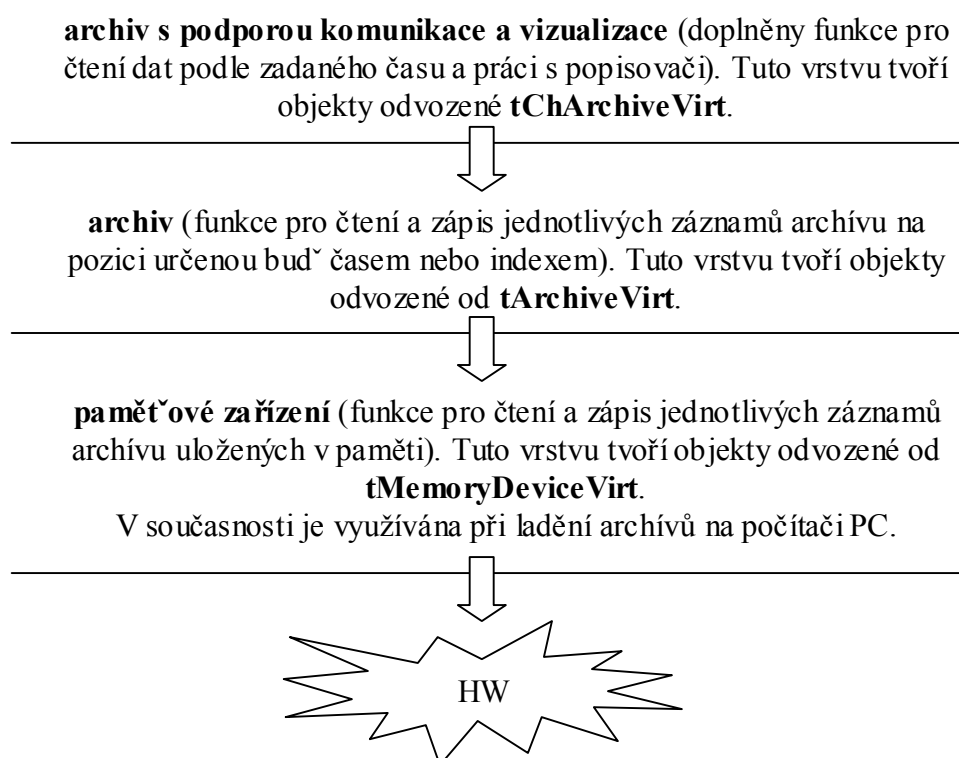 archiv s podporou komunikace a vizualizace (doplněny funkce pro
čtení dat podle zadaného času a práci s popisovači). Tuto vrstvu tvoří
objekty odvozené tChArchiveVirt.
archiv (funkce pro čtení a zápis jednotlivých záznamů archívu na
pozici určenou budˇ časem nebo indexem). Tuto vrstvu tvoří objekty
odvozené od tArchiveVirt.
pamětˇové zařízení (funkce pro čtení a zápis jednotlivých záznamů
archívu uložených v paměti). Tuto vrstvu tvoří objekty odvozené od
tMemoryDeviceVirt.
V současnosti je využívána při ladění archívů na počítači PC.
HW